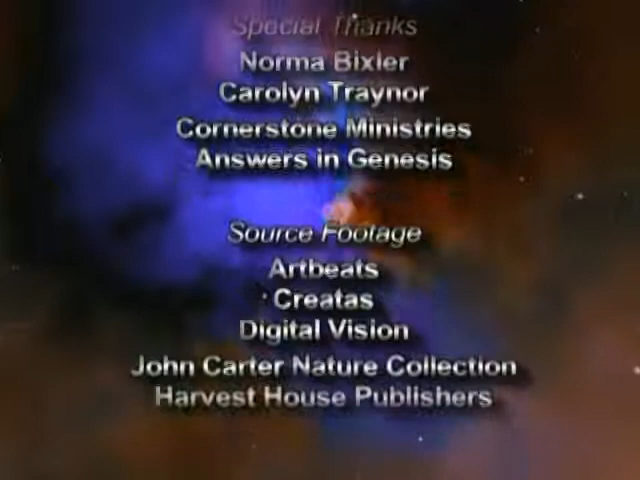 Special Thanks
Norma Bixler
Carolyn Traynor
Cornerstone Ministries
Answers in Genesis
Source Footage
Artbeats
Creatas
Digital Vision
John Carter Nature Collection
Harvest House Publishers